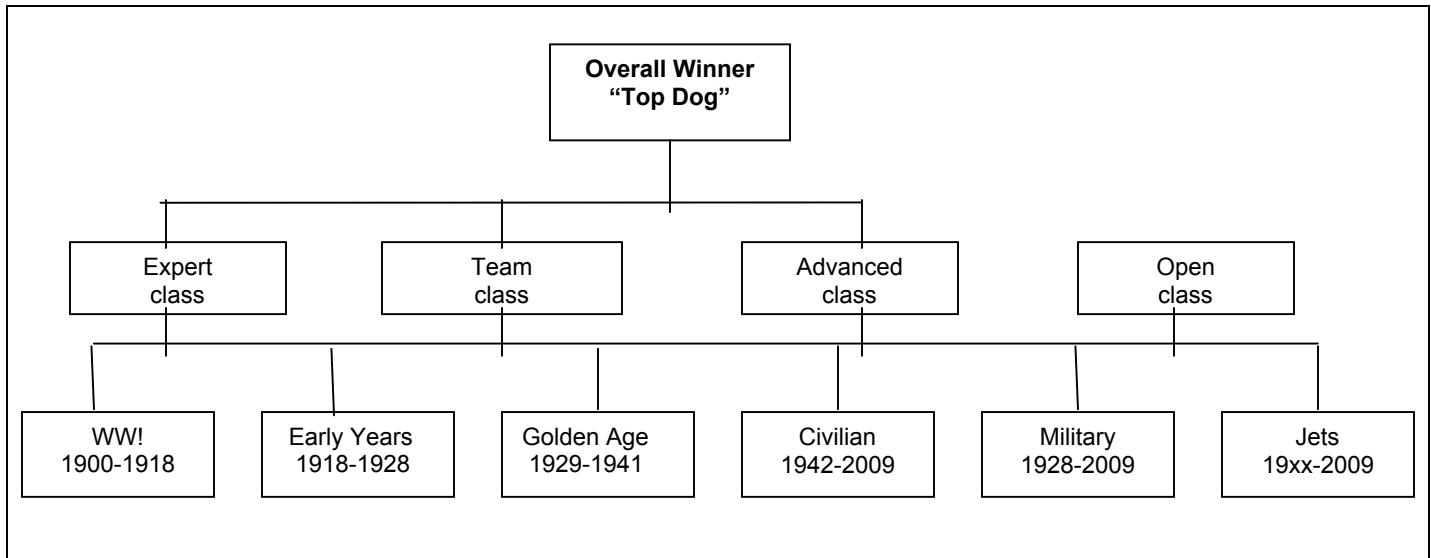 Overall Winner
“Top Dog”
Expert
class
Team
class
Advanced
class
Open
class
WW!
1900-1918
Early Years
1918-1928
Golden Age
1929-1941
Civilian
1942-2009
Military
1928-2009
Jets
19xx-2009